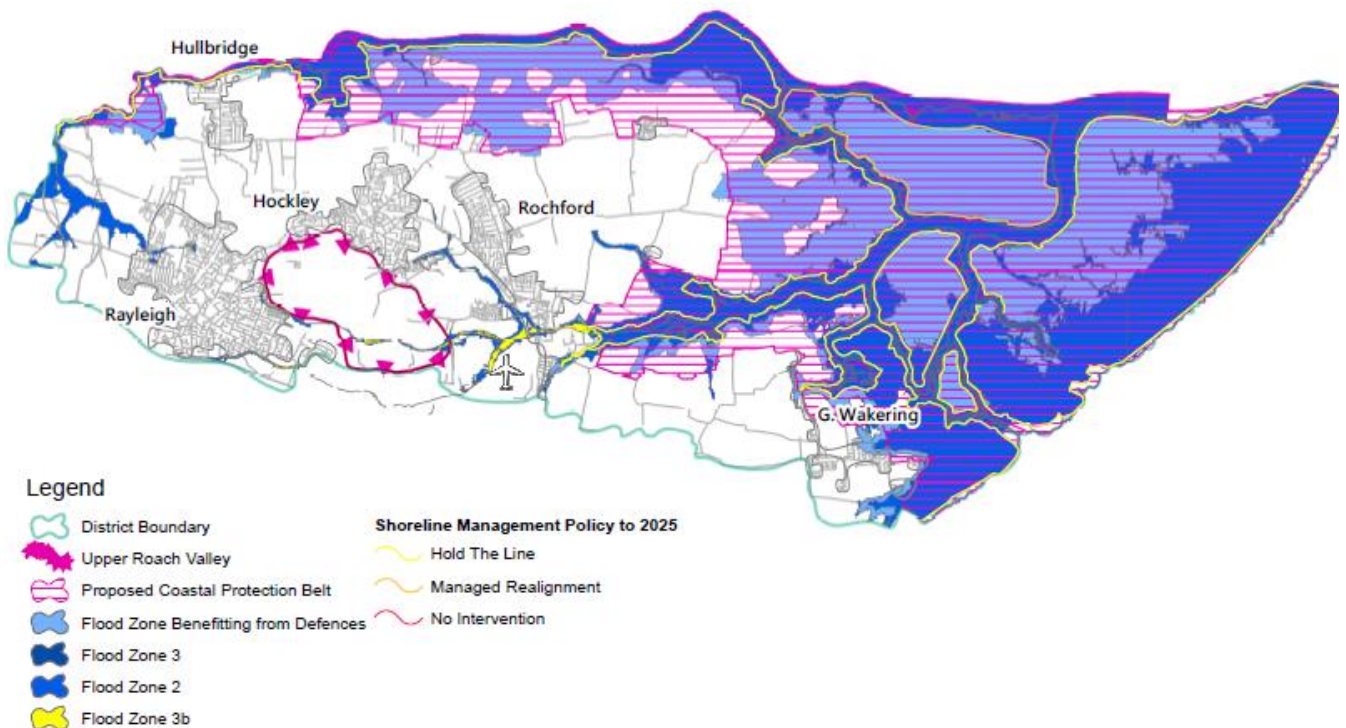 Hullbridge
Hockley
Rochford
Rayleigh
G. Wakering
Legend
District Boundary
Upper Roach Valley
Proposed Coastal Protection Belt
Flood Zone Benefitting from Defences
Flood Zone 3
Flood Zone 2
Flood Zone 3b
Shoreline Management Policy to 2025
Hold The Line
Managed Realignment
No Intervention